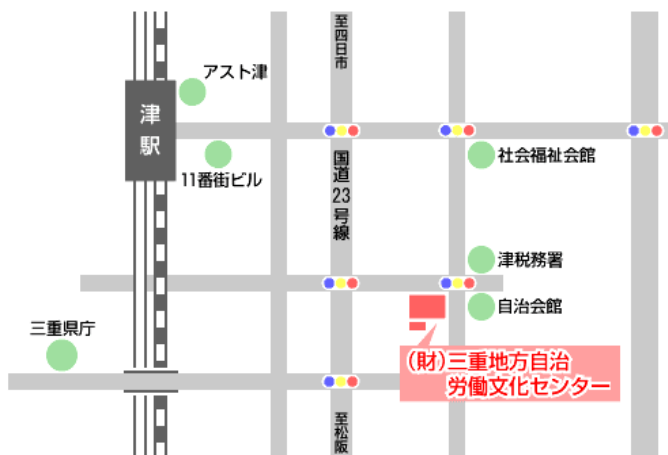 至四日市
アスト津
津駅
国道23号線
社会福祉会館
11番街ビル
津税務署
自治会館
三重県庁
(財)三重地方自治
労働文化センター
至松阪